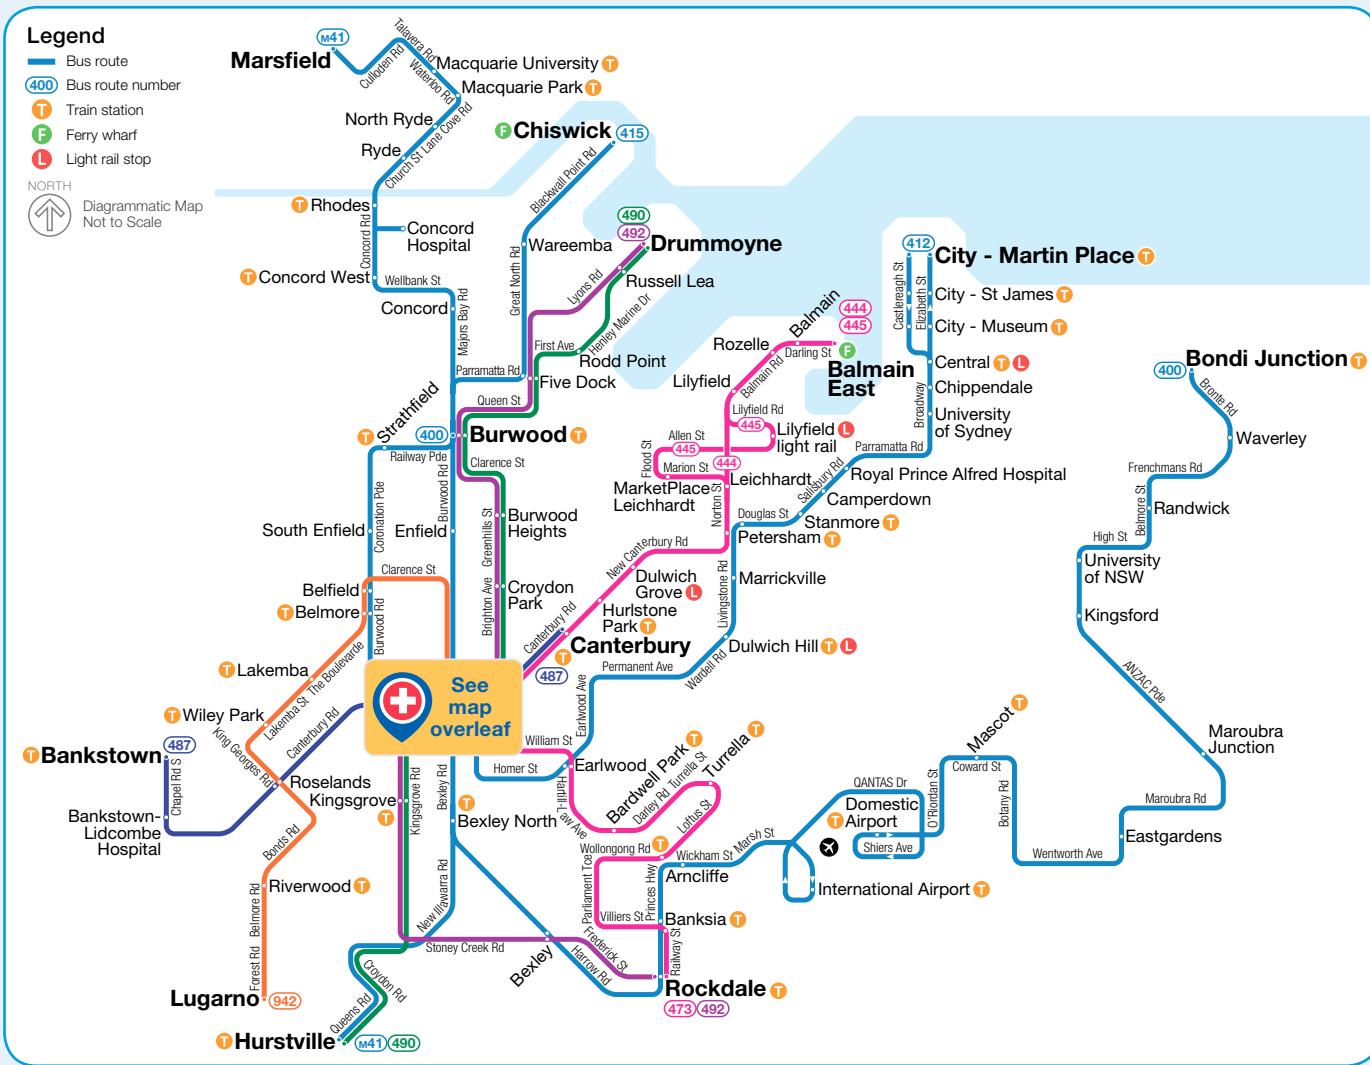 Legend
Bus route
400 Bus route number
T Train station
F Ferry wharf
L Light rail stop
NORTH
Diagrammatic Map
Not to Scale
M41
Marsfield
Culloden Rd
Talavera Rd
Waterloo Rd
Macquarie University T
Macquarie Park T
North Ryde
Lane Cove Rd
Ryde
Church St
T Rhodes
Concord Rd
Concord
Hospital
T Concord West
Wellbank St
Concord
Majors Bay Rd
F Chiswick 415
Blackwall Point Rd
Wareemba
Great North Rd
490
492
Drummoyne
Lyons Rd
Russell Lea
Henley Marine Dr
First Ave
Rodd Point
Parramatta Rd
Five Dock
Queen St
T Strathfield
400
Burwood T
Railway Pde
Clarence St
Burwood Rd
Coronation Pde
South Enfield
Enfield
Greenhills St
Burwood
Heights
Clarence St
Belfield
T Belmore
Burwood Rd
Brighton Ave
Croydon
Park
T Lakemba
The Boulevarde
Lakemba St
T Wiley Park
King Georges Rd
Canterbury Rd
T Bankstown
487
Chapel Rd S
Bankstown-
Lidcombe
Hospital
Roselands
Kingsgrove
T
Kingsgrove Rd
Bonds Rd
Riverwood T
Belmore Rd
Forest Rd
Lugarno 942
See
map
overleaf
Balmain
444
445
Rozelle
Darling St
F
Balmain
East
Balmain Rd
Lilyfield
Lilyfield Rd
445
Lilyfield L
light rail
Allen St
445
Flood St
Marion St
444
MarketPlace
Leichhardt
Leichhardt
Norton St
412
City - Martin Place T
Castlereagh St
Elizabeth St
City - St James T
City - Museum T
Central T L
Chippendale
Broadway
University
of Sydney
Parramatta Rd
Royal Prince Alfred Hospital
Salisbury Rd
Camperdown
Stanmore T
Douglas St
Petersham T
New Canterbury Rd
Dulwich
Grove L
Hurlstone
Park T
Canterbury Rd
T
Canterbury
487
Livingstone Rd
Marrickville
Dulwich Hill T L
Wardell Rd
Permanent Ave
Earlwood Ave
William St
Homer St
Earlwood
Hartill-Law Ave
Bardwell Park T
Darley Rd
Turrella St
Turrella T
Loftus St
Bexley Rd
T
Bexley North
New Illawarra Rd
Wollongong Rd
T
Wickham St
Marsh St
Arncliffe
Parliament Tce
Princes Hwy
Villiers St
Banksia T
Railway St
Stoney Creek Rd
Bexley
Frederick St
Harrow Rd
Rockdale T
473 492
Croydon Rd
Queens Rd
T Hurstville
M41 490
400
Bondi Junction T
Bronte Rd
Waverley
Frenchmans Rd
Belmore St
Randwick
High St
University
of NSW
Kingsford
ANZAC Pde
Maroubra
Junction
Maroubra Rd
Eastgardens
Wentworth Ave
Botany Rd
Mascot T
Coward St
O'Riordan St
QANTAS Dr
Domestic
T Airport
Shiers Ave
International Airport T